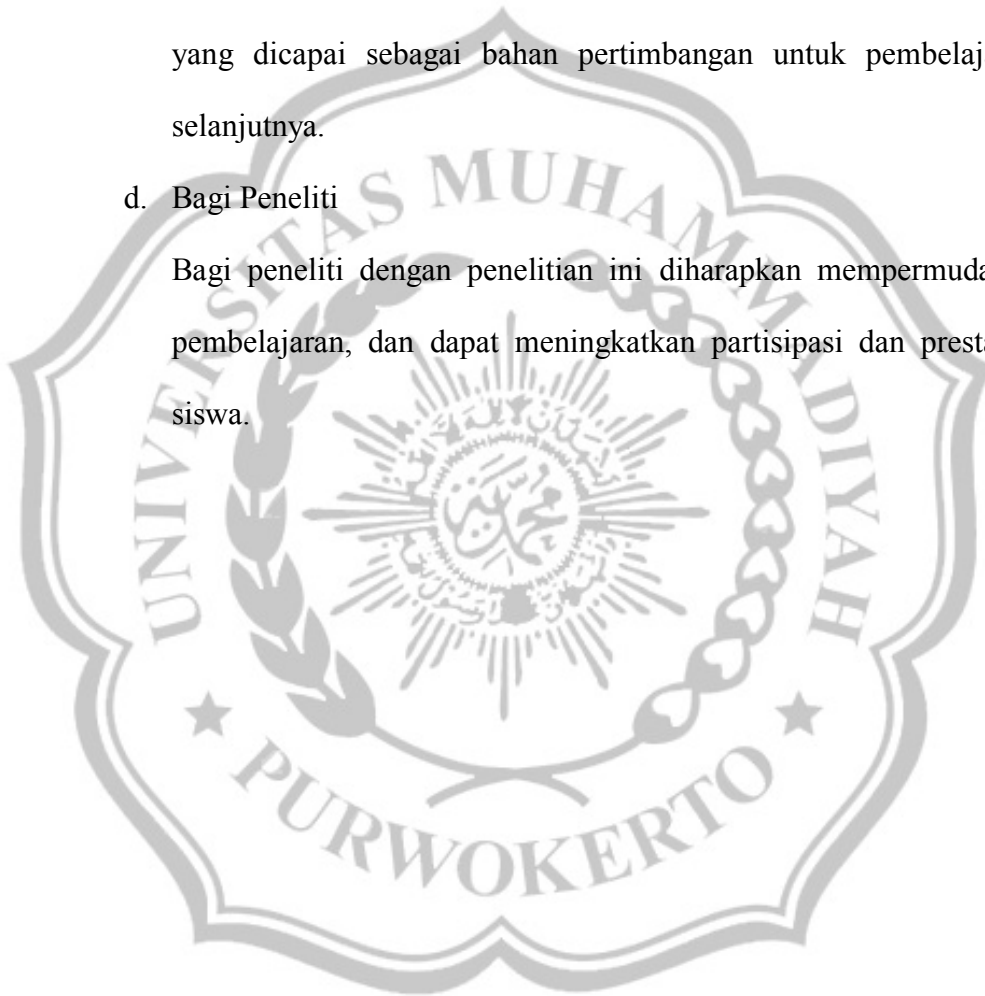 yang dicapai sebagai bahan pertimbangan untuk pembelaja
selanjutnya.
d. Bagi Peneliti
Bagi peneliti dengan penelitian ini diharapkan mempermuda
pembelajaran, dan dapat meningkatkan partisipasi dan presta
siswa.
UNIVERSITAS MUHAMMADIYAH
PURWOKERTO